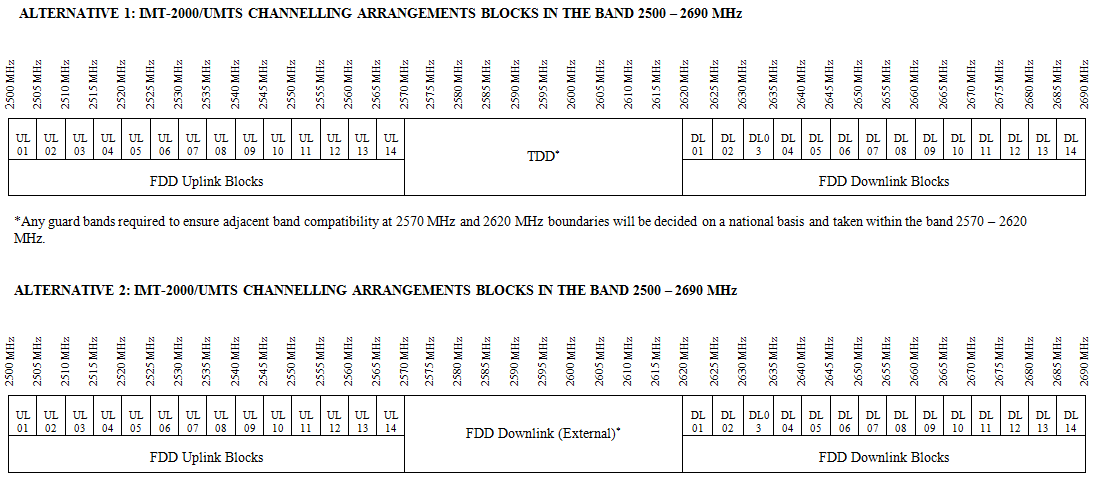 ALTERNATIVE 1: IMT-2000/UMTS CHANNELLING ARRANGEMENTS BLOCKS IN THE BAND 2500 – 2690 MHz
2500 MHz 2505 MHz 2510 MHz 2515 MHz 2520 MHz 2525 MHz 2530 MHz 2535 MHz 2540 MHz 2545 MHz 2550 MHz 2555 MHz 2560 MHz 2565 MHz 2570 MHz 2575 MHz 2580 MHz 2585 MHz 2590 MHz 2595 MHz 2600 MHz 2605 MHz 2610 MHz 2615 MHz 2620 MHz 2625 MHz 2630 MHz 2635 MHz 2640 MHz 2645 MHz 2650 MHz 2655 MHz 2660 MHz 2665 MHz 2670 MHz 2675 MHz 2680 MHz 2685 MHz 2690 MHz
UL UL UL UL UL UL UL UL UL UL UL UL UL UL DL DL DL0 DL DL DL DL DL DL DL DL DL DL DL
01 02 03 04 05 06 07 08 09 10 11 12 13 14 01 02 3 04 05 06 07 08 09 10 11 12 13 14
TDD*
FDD Uplink Blocks FDD Downlink Blocks
*Any guard bands required to ensure adjacent band compatibility at 2570 MHz and 2620 MHz boundaries will be decided on a national basis and taken within the band 2570 – 2620
MHz.
ALTERNATIVE 2: IMT-2000/UMTS CHANNELLING ARRANGEMENTS BLOCKS IN THE BAND 2500 – 2690 MHz
2500 MHz 2505 MHz 2510 MHz 2515 MHz 2520 MHz 2525 MHz 2530 MHz 2535 MHz 2540 MHz 2545 MHz 2550 MHz 2555 MHz 2560 MHz 2565 MHz 2570 MHz 2575 MHz 2580 MHz 2585 MHz 2590 MHz 2595 MHz 2600 MHz 2605 MHz 2610 MHz 2615 MHz 2620 MHz 2625 MHz 2630 MHz 2635 MHz 2640 MHz 2645 MHz 2650 MHz 2655 MHz 2660 MHz 2665 MHz 2670 MHz 2675 MHz 2680 MHz 2685 MHz 2690 MHz
UL UL UL UL UL UL UL UL UL UL UL UL UL UL DL DL DL0 DL DL DL DL DL DL DL DL DL DL DL
01 02 03 04 05 06 07 08 09 10 11 12 13 14 01 02 3 04 05 06 07 08 09 10 11 12 13 14
FDD Downlink (External)*
FDD Uplink Blocks FDD Downlink Blocks